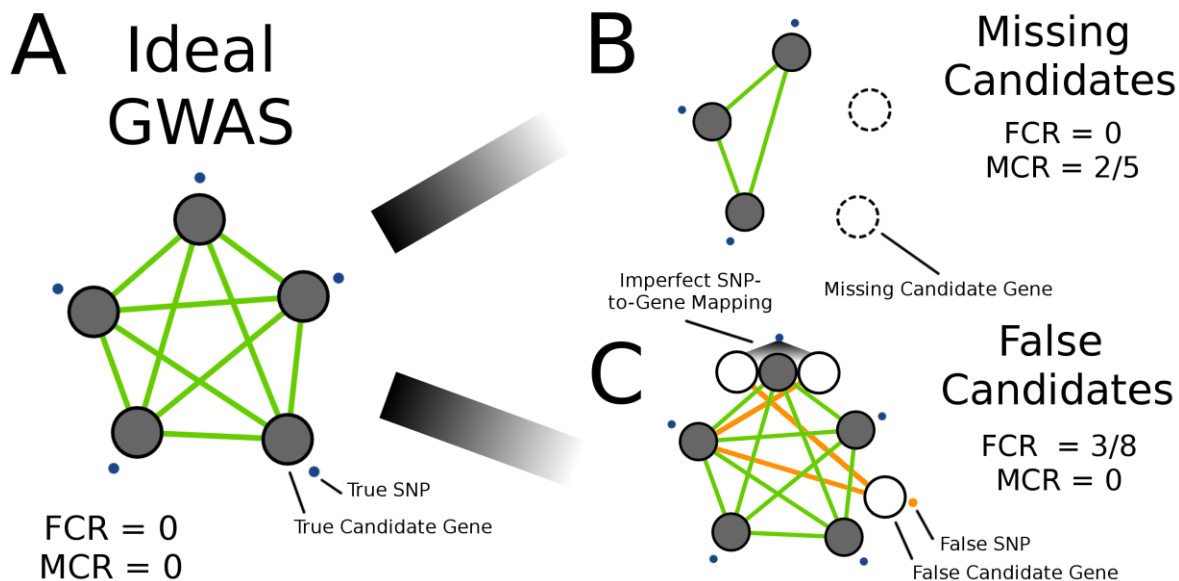 A
Ideal
GWAS
True SNP
True Candidate Gene
FCR = 0
MCR = 0
B
Missing
Candidates
FCR = 0
MCR = 2/5
Missing Candidate Gene
Imperfect SNP-
to-Gene Mapping
C
False
Candidates
FCR = 3/8
MCR = 0
False SNP
False Candidate Gene